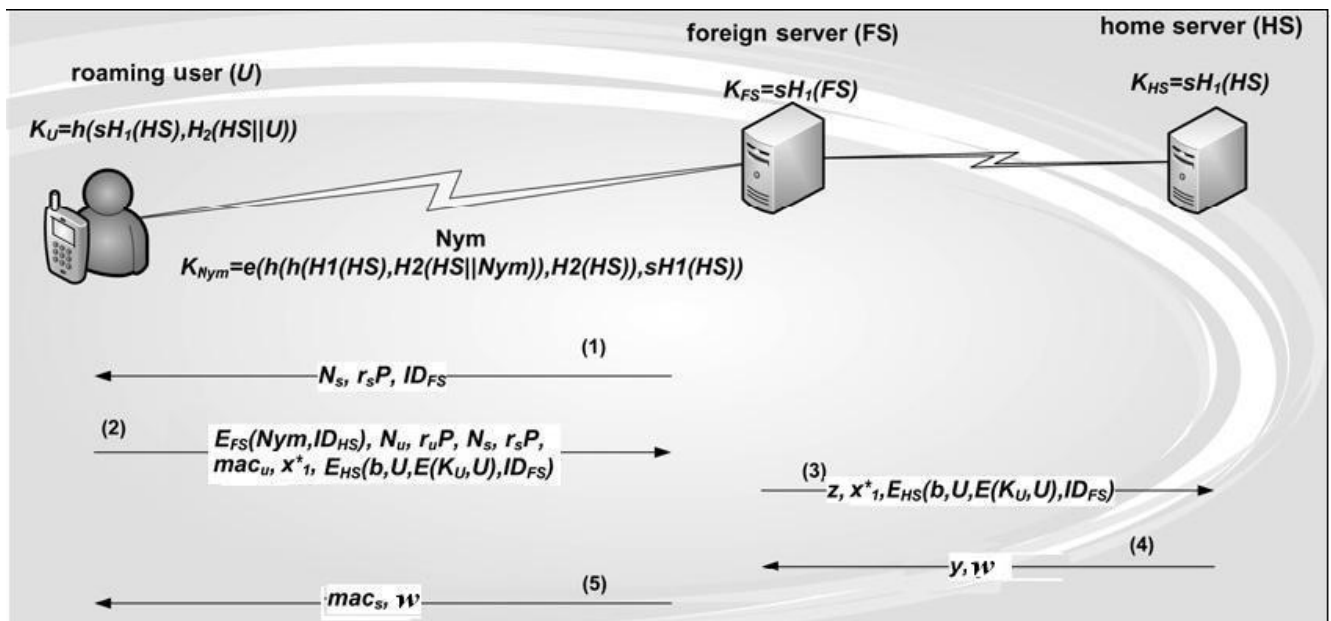 foreign server (FS)
home server (HS)
roaming user (U)
K_FS=sH_1(FS)
K_HS=sH_1(HS)
K_U=h(sH_1(HS),H_2(HS||U))
Nym
K_Nym=e(h(h(H1(HS),H2(HS||Nym)),H2(HS)),sH1(HS))
(1)
N_s, r_sP, ID_FS
(2)
E_FS(Nym,ID_HS), N_u, r_uP, N_s, r_sP,
mac_u, x*_1, E_HS(b,U,E(K_U,U),ID_FS)
(3)
z, x*_1,E_HS(b,U,E(K_U,U),ID_FS)
(4)
y,w
(5)
mac_s, w